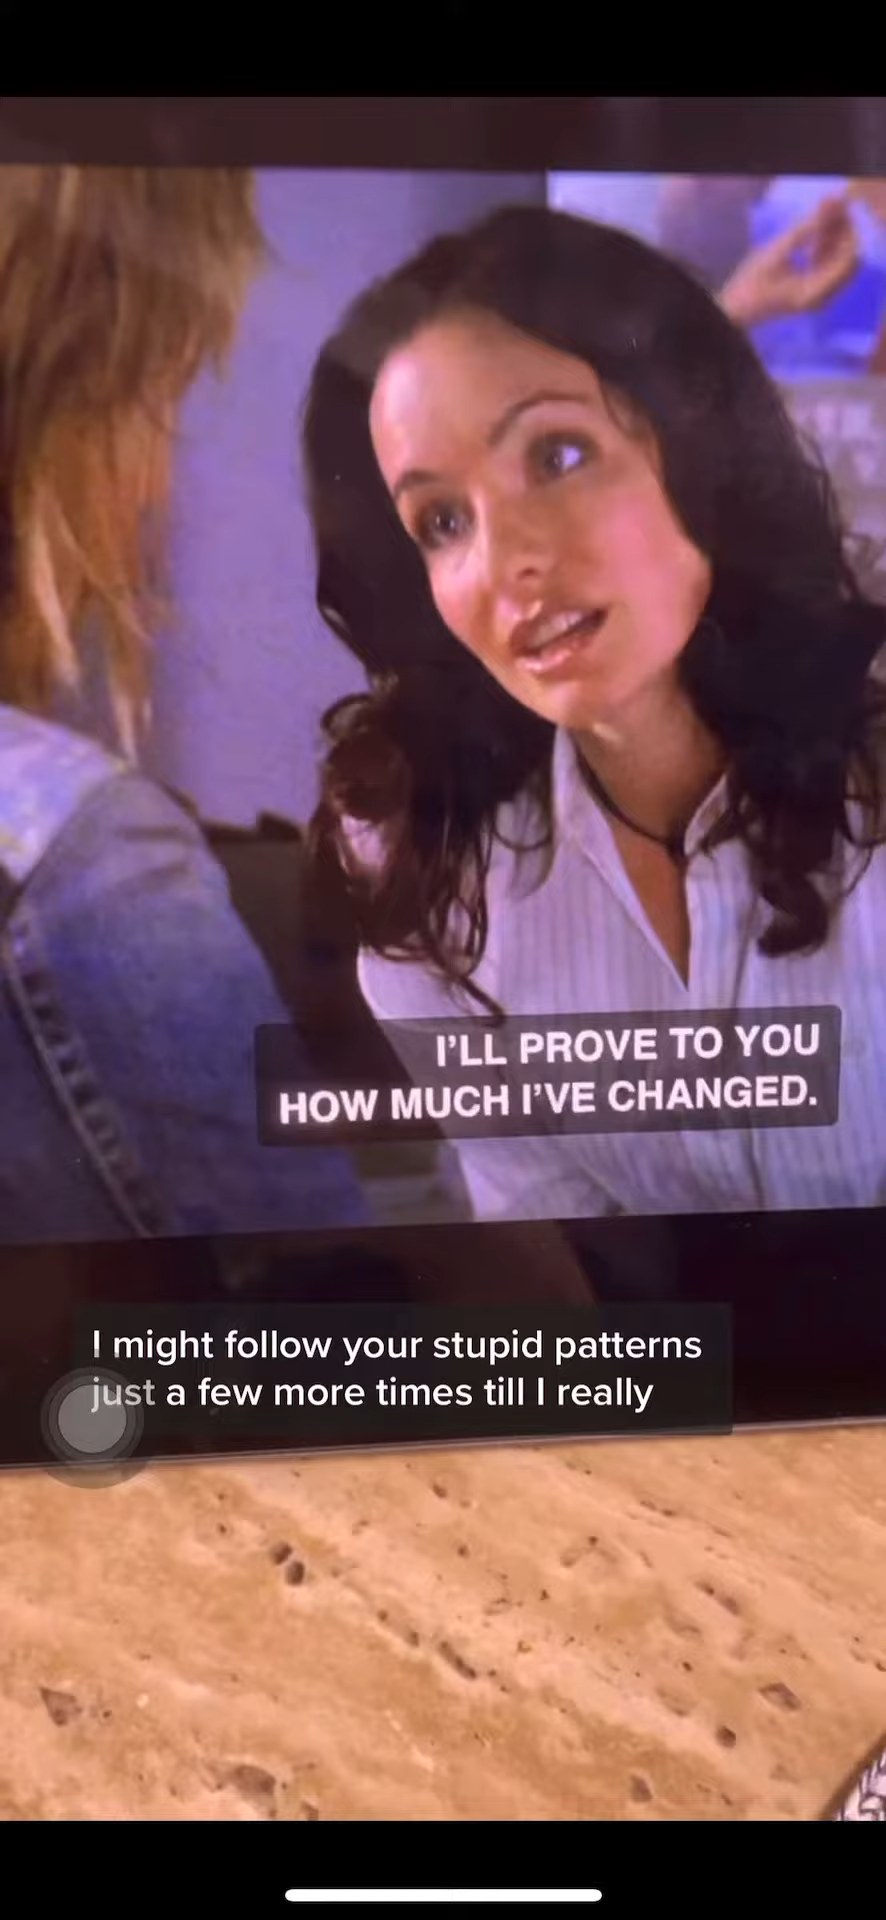 I'LL PROVE TO YOU
HOW MUCH I'VE CHANGED.
I might follow your stupid patterns
just a few more times till I really